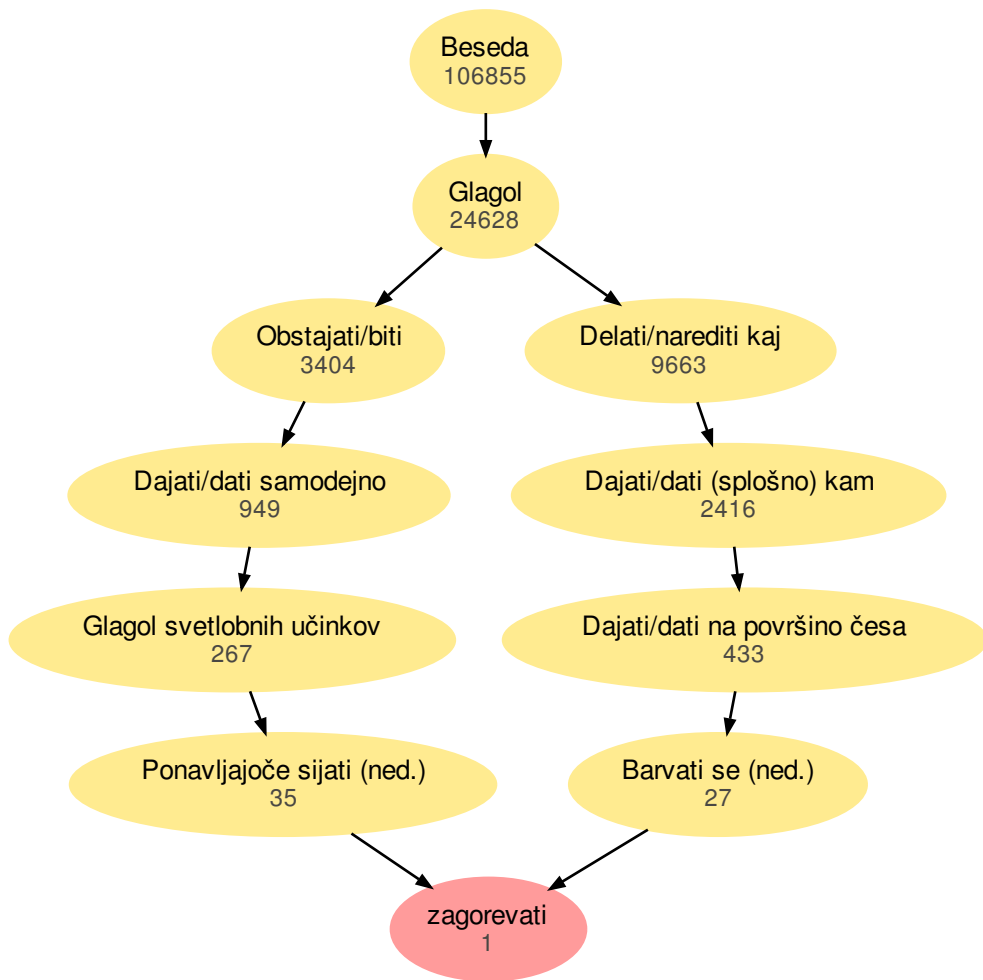 Beseda
106855
Glagol
24628
Obstajati/biti
3404
Delati/narediti kaj
9663
Dajati/dati samodejno
949
Dajati/dati (splošno) kam
2416
Glagol svetlobnih učinkov
267
Dajati/dati na površino česa
433
Ponavljajoče sijati (ned.)
35
Barvati se (ned.)
27
zagorevati
1